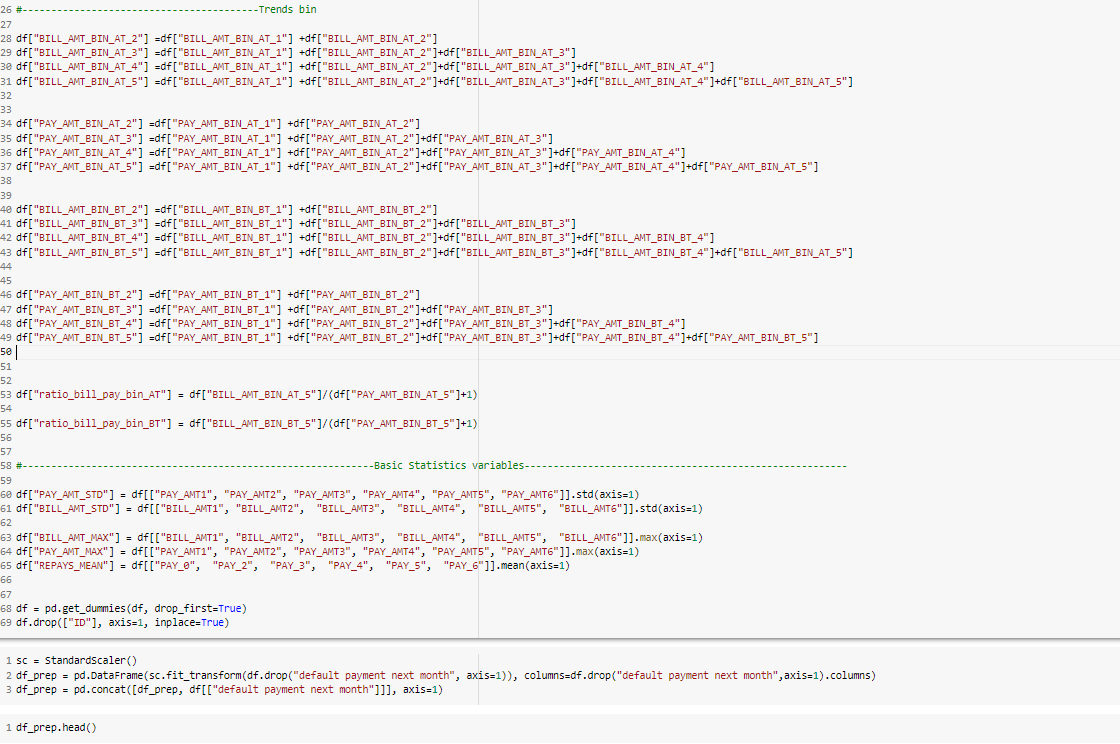 26 #-----------------------------------------Trends bin
27
28 df["BILL_AMT_BIN_AT_2"] =df["BILL_AMT_BIN_AT_1"] +df["BILL_AMT_BIN_AT_2"]
29 df["BILL_AMT_BIN_AT_3"] =df["BILL_AMT_BIN_AT_1"] +df["BILL_AMT_BIN_AT_2"]+df["BILL_AMT_BIN_AT_3"]
30 df["BILL_AMT_BIN_AT_4"] =df["BILL_AMT_BIN_AT_1"] +df["BILL_AMT_BIN_AT_2"]+df["BILL_AMT_BIN_AT_3"]+df["BILL_AMT_BIN_AT_4"]
31 df["BILL_AMT_BIN_AT_5"] =df["BILL_AMT_BIN_AT_1"] +df["BILL_AMT_BIN_AT_2"]+df["BILL_AMT_BIN_AT_3"]+df["BILL_AMT_BIN_AT_4"]+df["BILL_AMT_BIN_AT_5"]
32
33
34 df["PAY_AMT_BIN_AT_2"] =df["PAY_AMT_BIN_AT_1"] +df["PAY_AMT_BIN_AT_2"]
35 df["PAY_AMT_BIN_AT_3"] =df["PAY_AMT_BIN_AT_1"] +df["PAY_AMT_BIN_AT_2"]+df["PAY_AMT_BIN_AT_3"]
36 df["PAY_AMT_BIN_AT_4"] =df["PAY_AMT_BIN_AT_1"] +df["PAY_AMT_BIN_AT_2"]+df["PAY_AMT_BIN_AT_3"]+df["PAY_AMT_BIN_AT_4"]
37 df["PAY_AMT_BIN_AT_5"] =df["PAY_AMT_BIN_AT_1"] +df["PAY_AMT_BIN_AT_2"]+df["PAY_AMT_BIN_AT_3"]+df["PAY_AMT_BIN_AT_4"]+df["PAY_AMT_BIN_AT_5"]
38
39
40 df["BILL_AMT_BIN_BT_2"] =df["BILL_AMT_BIN_BT_1"] +df["BILL_AMT_BIN_BT_2"]
41 df["BILL_AMT_BIN_BT_3"] =df["BILL_AMT_BIN_BT_1"] +df["BILL_AMT_BIN_BT_2"]+df["BILL_AMT_BIN_BT_3"]
42 df["BILL_AMT_BIN_BT_4"] =df["BILL_AMT_BIN_BT_1"] +df["BILL_AMT_BIN_BT_2"]+df["BILL_AMT_BIN_BT_3"]+df["BILL_AMT_BIN_BT_4"]
43 df["BILL_AMT_BIN_BT_5"] =df["BILL_AMT_BIN_BT_1"] +df["BILL_AMT_BIN_BT_2"]+df["BILL_AMT_BIN_BT_3"]+df["BILL_AMT_BIN_BT_4"]+df["BILL_AMT_BIN_AT_5"]
44
45
46 df["PAY_AMT_BIN_BT_2"] =df["PAY_AMT_BIN_BT_1"] +df["PAY_AMT_BIN_BT_2"]
47 df["PAY_AMT_BIN_BT_3"] =df["PAY_AMT_BIN_BT_1"] +df["PAY_AMT_BIN_BT_2"]+df["PAY_AMT_BIN_BT_3"]
48 df["PAY_AMT_BIN_BT_4"] =df["PAY_AMT_BIN_BT_1"] +df["PAY_AMT_BIN_BT_2"]+df["PAY_AMT_BIN_BT_3"]+df["PAY_AMT_BIN_BT_4"]
49 df["PAY_AMT_BIN_BT_5"] =df["PAY_AMT_BIN_BT_1"] +df["PAY_AMT_BIN_BT_2"]+df["PAY_AMT_BIN_BT_3"]+df["PAY_AMT_BIN_BT_4"]+df["PAY_AMT_BIN_BT_5"]
50
51
52
53 df["ratio_bill_pay_bin_AT"] = df["BILL_AMT_BIN_AT_5"]/(df["PAY_AMT_BIN_AT_5"]+1)
54
55 df["ratio_bill_pay_bin_BT"] = df["BILL_AMT_BIN_BT_5"]/(df["PAY_AMT_BIN_BT_5"]+1)
56
57
58 #-------------------------------------------------------------Basic Statistics variables--------------------------------------------------------
59
60 df["PAY_AMT_STD"] = df[["PAY_AMT1", "PAY_AMT2", "PAY_AMT3", "PAY_AMT4", "PAY_AMT5", "PAY_AMT6"]].std(axis=1)
61 df["BILL_AMT_STD"] = df[["BILL_AMT1", "BILL_AMT2",  "BILL_AMT3",  "BILL_AMT4",  "BILL_AMT5",  "BILL_AMT6"]].std(axis=1)
62
63 df["BILL_AMT_MAX"] = df[["BILL_AMT1", "BILL_AMT2",  "BILL_AMT3",  "BILL_AMT4",  "BILL_AMT5",  "BILL_AMT6"]].max(axis=1)
64 df["PAY_AMT_MAX"] = df[["PAY_AMT1", "PAY_AMT2", "PAY_AMT3", "PAY_AMT4", "PAY_AMT5", "PAY_AMT6"]].max(axis=1)
65 df["REPAYS_MEAN"] = df[["PAY_0",  "PAY_2",  "PAY_3",  "PAY_4",  "PAY_5",  "PAY_6"]].mean(axis=1)
66
67
68 df = pd.get_dummies(df, drop_first=True)
69 df.drop(["ID"], axis=1, inplace=True)
1 sc = StandardScaler()
2 df_prep = pd.DataFrame(sc.fit_transform(df.drop("default payment next month", axis=1)), columns=df.drop("default payment next month",axis=1).columns)
3 df_prep = pd.concat([df_prep, df[["default payment next month"]]], axis=1)
1 df_prep.head()